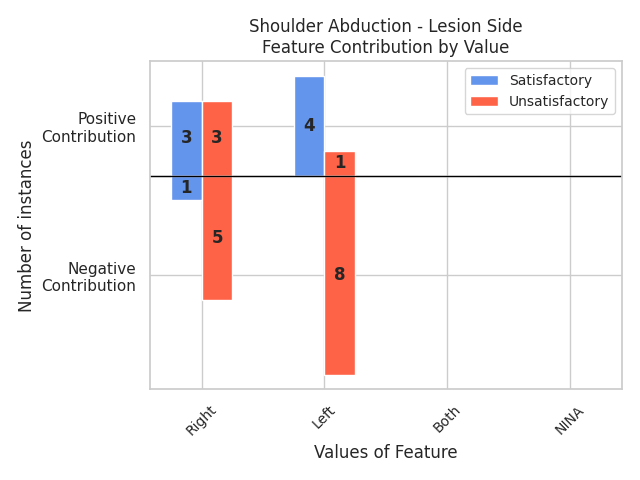 Shoulder Abduction - Lesion Side
Feature Contribution by Value
Satisfactory
Unsatisfactory
Positive
Contribution
Negative
Contribution
Number of instances
3
3
1
5
4
1
8
Right
Left
Both
NINA
Values of Feature